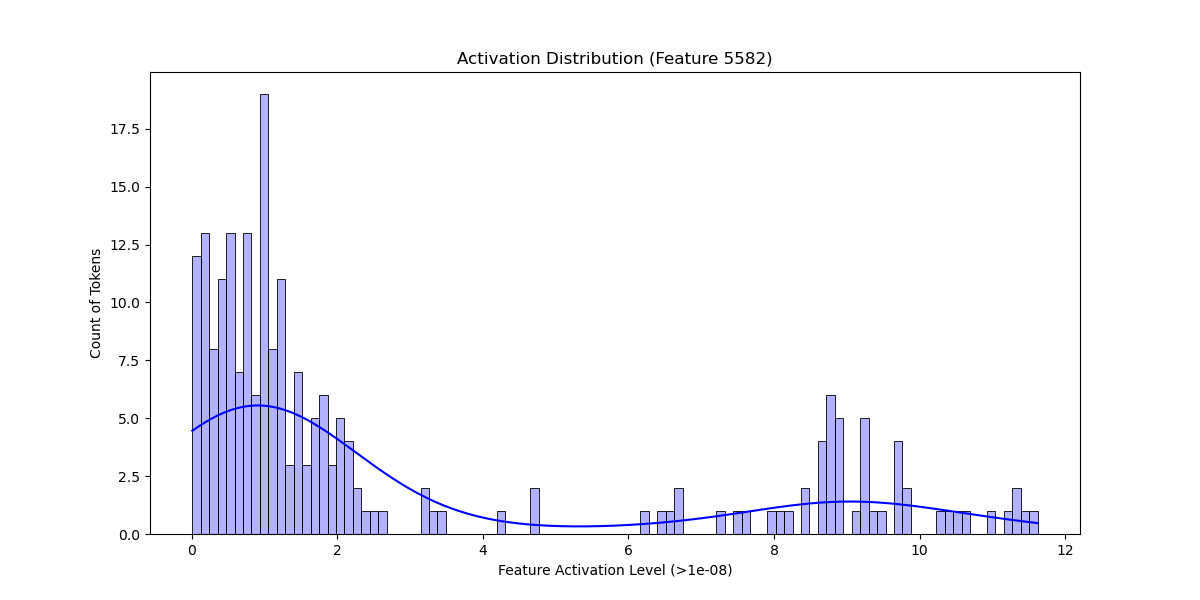 Activation Distribution (Feature 5582)
17.5
15.0
12.5
10.0
7.5
5.0
2.5
0.0
Count of Tokens
0 2 4 6 8 10 12
Feature Activation Level (>1e-08)